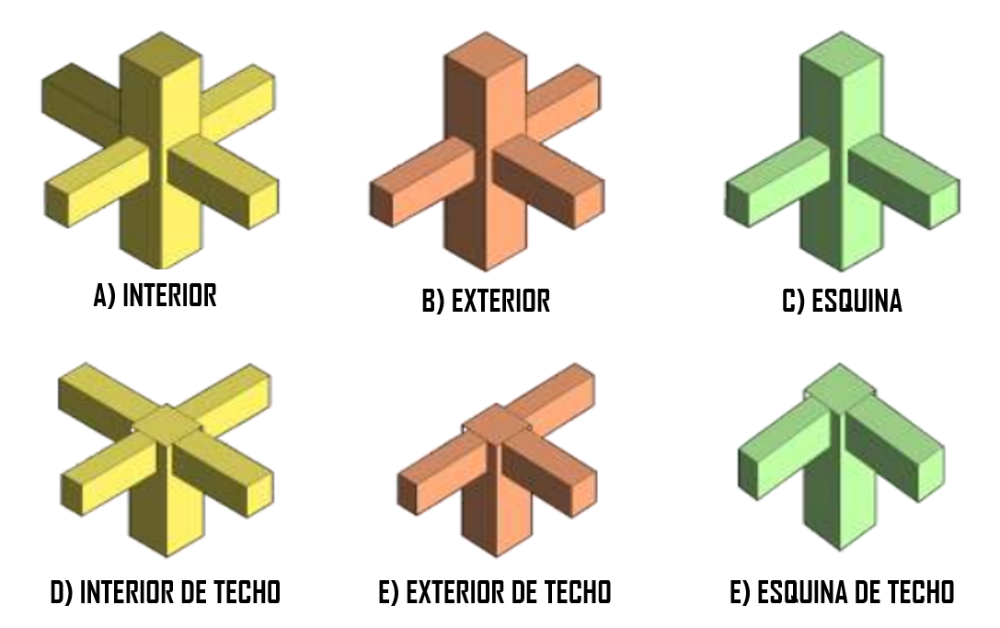 A) INTERIOR
B) EXTERIOR
C) ESQUINA
D) INTERIOR DE TECHO
E) EXTERIOR DE TECHO
E) ESQUINA DE TECHO